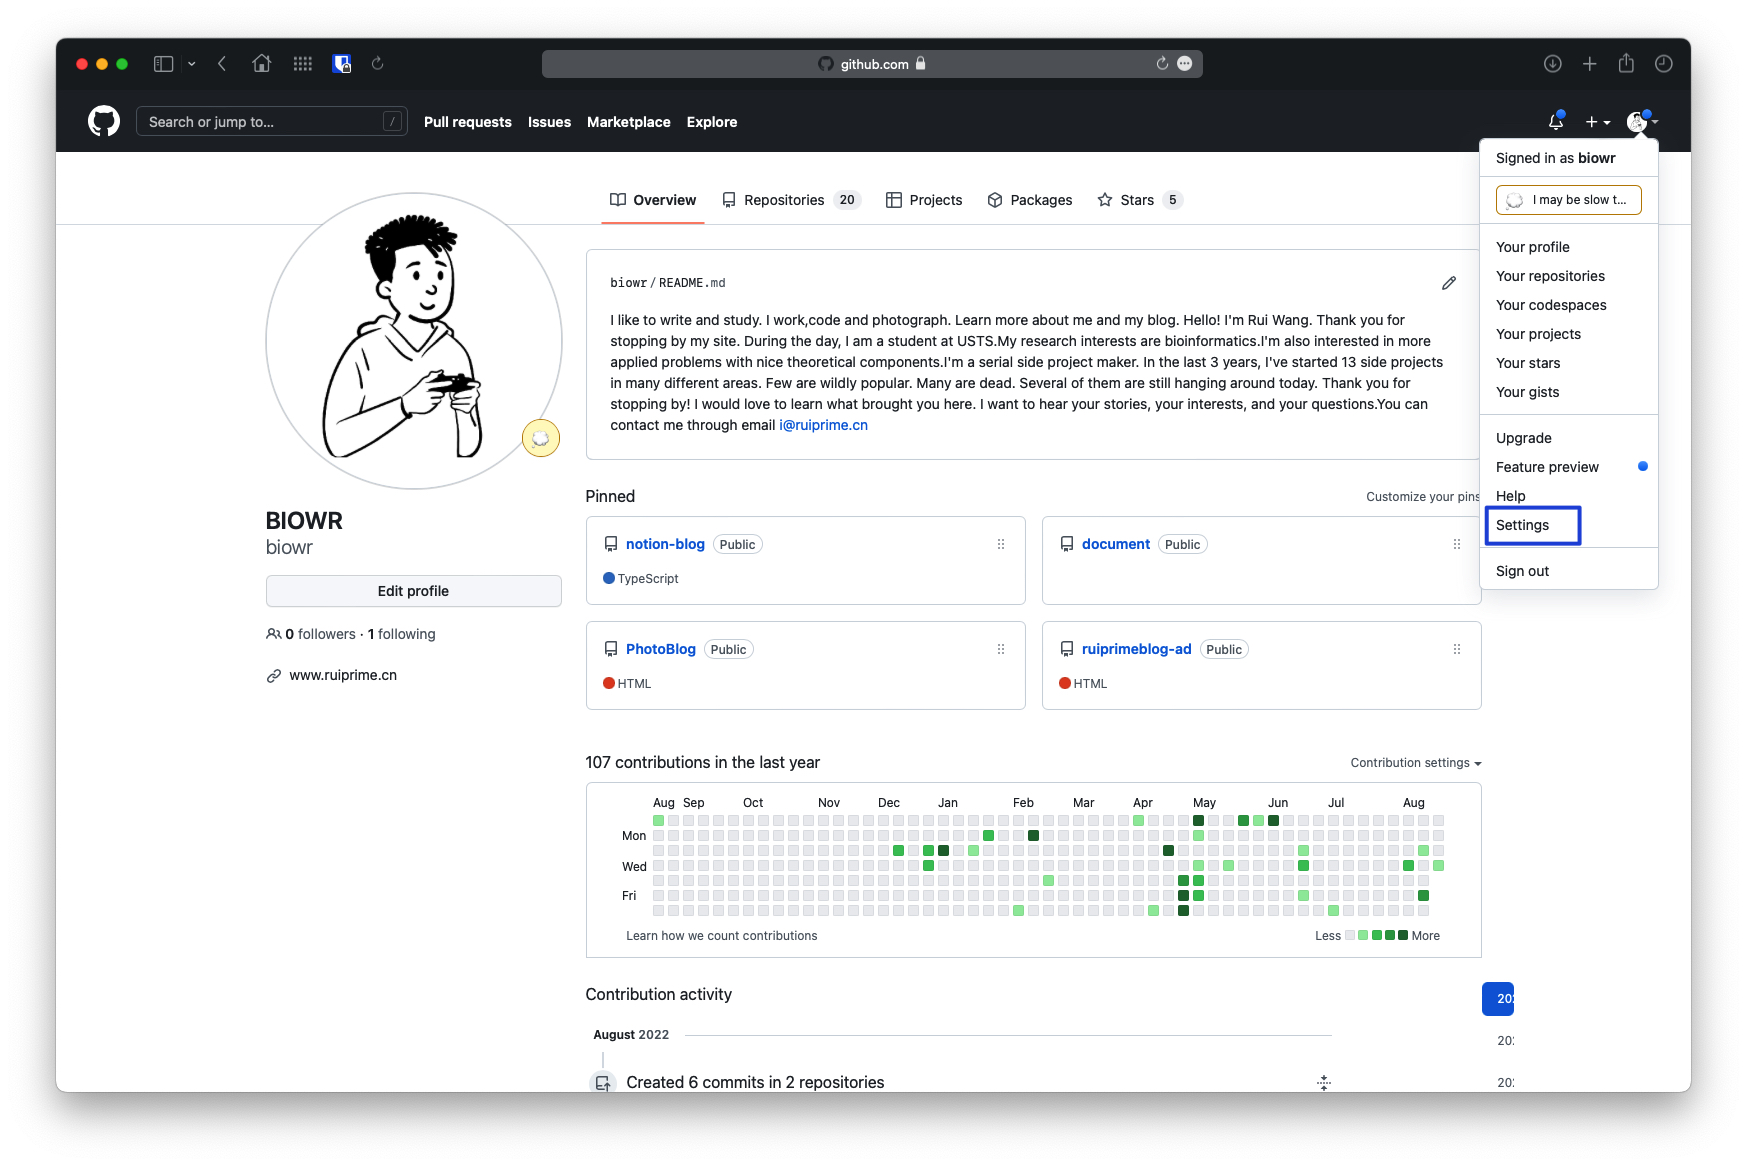 github.com
Search or jump to...
/
Pull requests
Issues
Marketplace
Explore
Signed in as biowr
I may be slow t...
Your profile
Your repositories
Your codespaces
Your projects
Your stars
Your gists
Upgrade
Feature preview
Help
Settings
Sign out
Overview
Repositories 20
Projects
Packages
Stars 5
BIOWR
biowr
Edit profile
0 followers · 1 following
www.ruiprime.cn
biowr/README.md
I like to write and study. I work,code and photograph. Learn more about me and my blog. Hello! I'm Rui Wang. Thank you for
stopping by my site. During the day, I am a student at USTS.My research interests are bioinformatics.I'm also interested in more
applied problems with nice theoretical components.I'm a serial side project maker. In the last 3 years, I've started 13 side projects
in many different areas. Few are wildly popular. Many are dead. Several of them are still hanging around today. Thank you for
stopping by! I would love to learn what brought you here. I want to hear your stories, your interests, and your questions.You can
contact me through email i@ruiprime.cn
Pinned
Customize your pins
notion-blog Public
TypeScript
document Public
PhotoBlog Public
HTML
ruiprimeblog-ad Public
HTML
107 contributions in the last year
Contribution settings
Aug Sep Oct Nov Dec Jan Feb Mar Apr May Jun Jul Aug
Mon
Wed
Fri
Learn how we count contributions
Less
More
Contribution activity
August 2022
Created 6 commits in 2 repositories